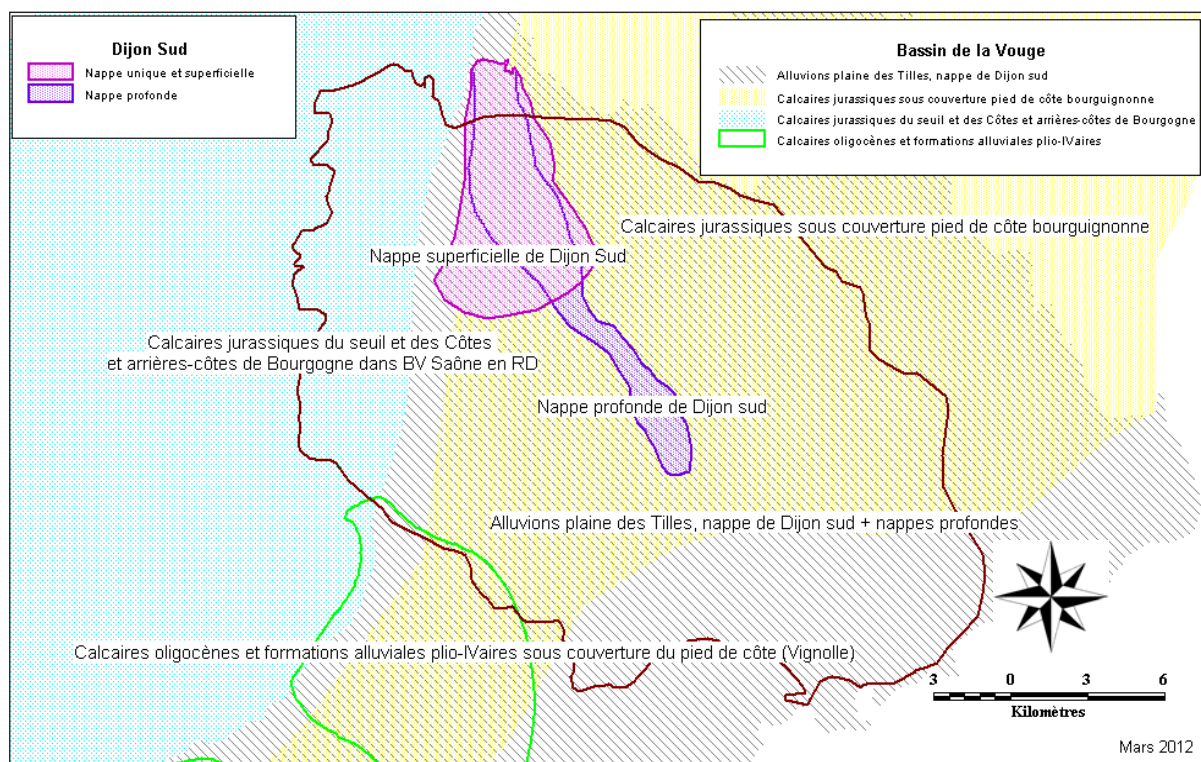 Dijon Sud
Nappe unique et superficielle
Nappe profonde
Bassin de la Vouge
Alluvions plaine des Tilles, nappe de Dijon sud
Calcaires jurassiques sous couverture pied de côte bourguignonne
Calcaires jurassiques du seuil et des Côtes et arrières-côtes de Bourgogne
Calcaires oligocènes et formations alluviales plio-IVaires
Calcaires jurassiques sous couverture pied de côte bourguignonne
Nappe superficielle de Dijon Sud
Calcaires jurassiques du seuil et des Côtes
et arrières-côtes de Bourgogne dans BV Saône en RD
Nappe profonde de Dijon sud
Alluvions plaine des Tilles, nappe de Dijon sud + nappes profondes
Calcaires oligocènes et formations alluviales plio-IVaires sous couverture du pied de côte (Vignolle)
3 0 3 6
Kilomètres
Mars 2012